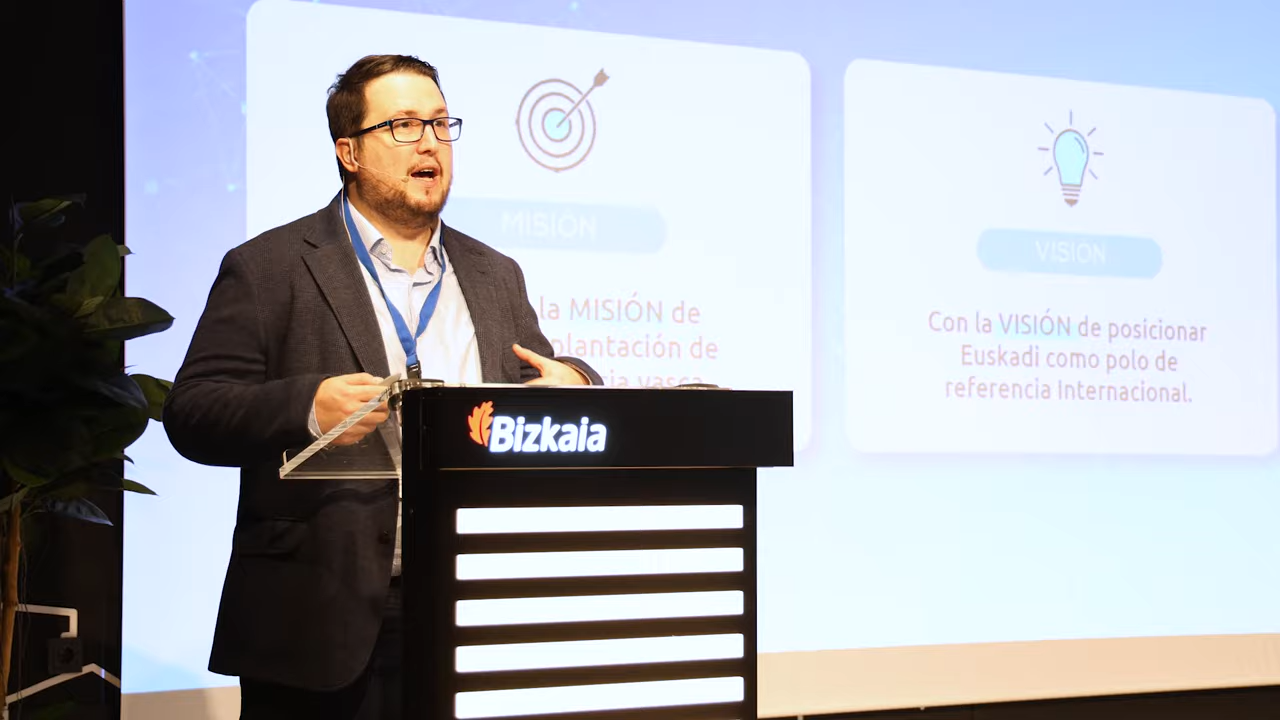 MISIÓN
la MISIÓN de
plantación de
vasca
VISIÓN
Con la VISIÓN de posicionar
Euskadi como polo de
referencia Internacional.
Bizkaia